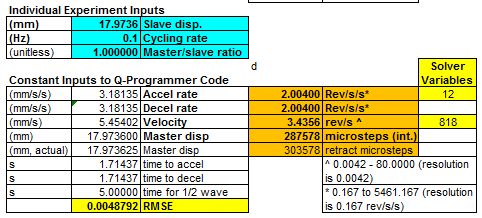 Individual Experiment Inputs
(mm) 17.9736 Slave disp.
(Hz) 0.1 Cycling rate
(unitless) 1.000000 Master/slave ratio
d
Solver Variables
Constant Inputs to Q-Programmer Code
(mm/s/s) 3.18135 Accel rate 2.00400 Rev/s/s* 12
(mm/s/s) 3.18135 Decel rate 2.00400 Rev/s/s*
(mm/s) 5.45402 Velocity 3.4356 rev/s ^ 818
(mm) 17.973600 Master disp 287578 microsteps (int.)
(mm, actual) 17.973625 Master disp 303578 retract microsteps
s 1.71437 time to accel ^ 0.0042 - 80.0000 (resolution
s 1.71437 time to decel is 0.0042)
s 5.00000 time for 1/2 wave * 0.167 to 5461.167 (resolution
0.0048792 RMSE is 0.167 rev/s/s)